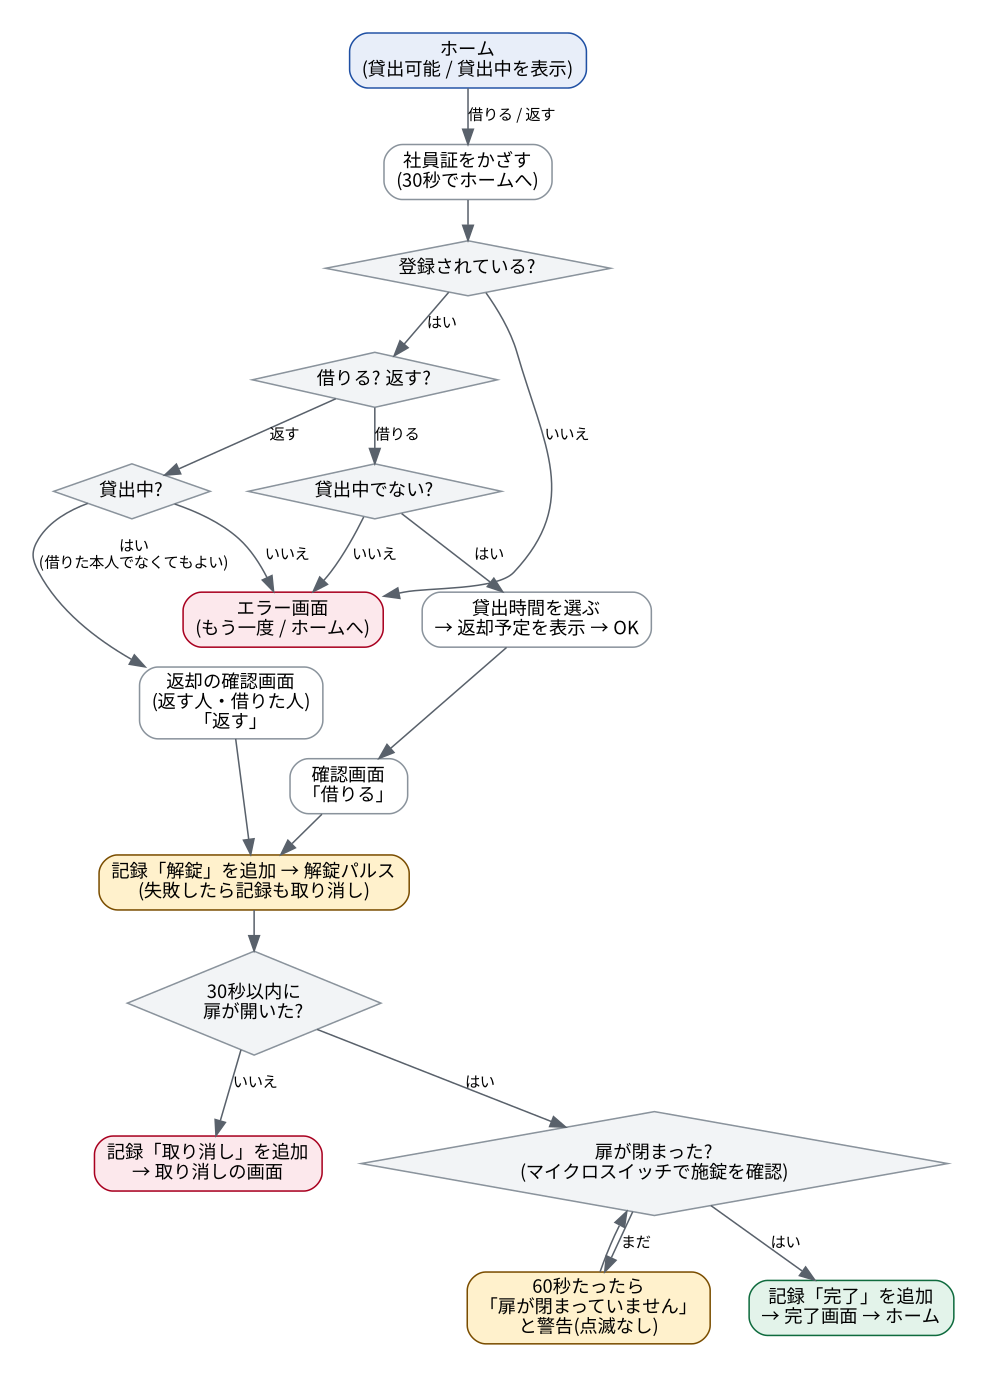 ホーム
(貸出可能 / 貸出中を表示)
借りる / 返す
社員証をかざす
(30秒でホームへ)
登録されている?
はい
借りる? 返す?
いいえ
返す
借りる
貸出中?
貸出中でない?
はい
(借りた本人でなくてもよい)
いいえ
いいえ
はい
エラー画面
(もう一度 / ホームへ)
貸出時間を選ぶ
→ 返却予定を表示 → OK
返却の確認画面
(返す人・借りた人)
「返す」
確認画面
「借りる」
記録「解錠」を追加 → 解錠パルス
(失敗したら記録も取り消し)
30秒以内に
扉が開いた?
いいえ
はい
記録「取り消し」を追加
→ 取り消しの画面
扉が閉まった?
(マイクロスイッチで施錠を確認)
まだ
はい
60秒たったら
「扉が閉まっていません」
と警告(点滅なし)
記録「完了」を追加
→ 完了画面 → ホーム